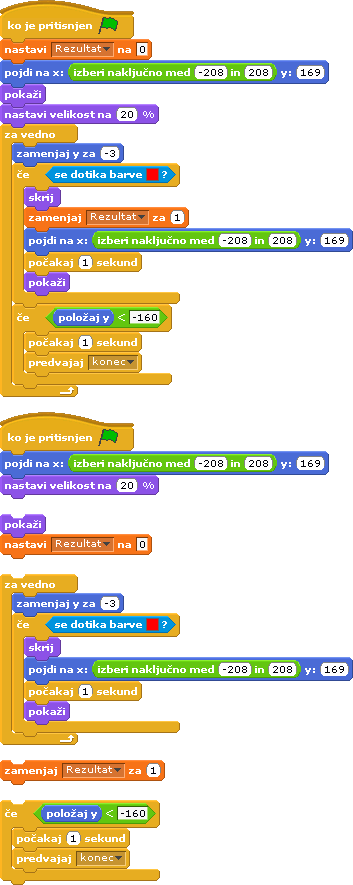 ko je pritisnjen
nastavi Rezultat na 0
pojdi na x: izberi naključno med -208 in 208 y: 169
pokaži
nastavi velikost na 20 %
za vedno
zamenjaj y za -3
če se dotika barve ?
skrij
zamenjaj Rezultat za 1
pojdi na x: izberi naključno med -208 in 208 y: 169
počakaj 1 sekund
pokaži
če položaj y < -160
počakaj 1 sekund
predvajaj konec
ko je pritisnjen
pojdi na x: izberi naključno med -208 in 208 y: 169
nastavi velikost na 20 %
pokaži
nastavi Rezultat na 0
za vedno
zamenjaj y za -3
če se dotika barve ?
skrij
pojdi na x: izberi naključno med -208 in 208 y: 169
počakaj 1 sekund
pokaži
zamenjaj Rezultat za 1
če položaj y < -160
počakaj 1 sekund
predvajaj konec